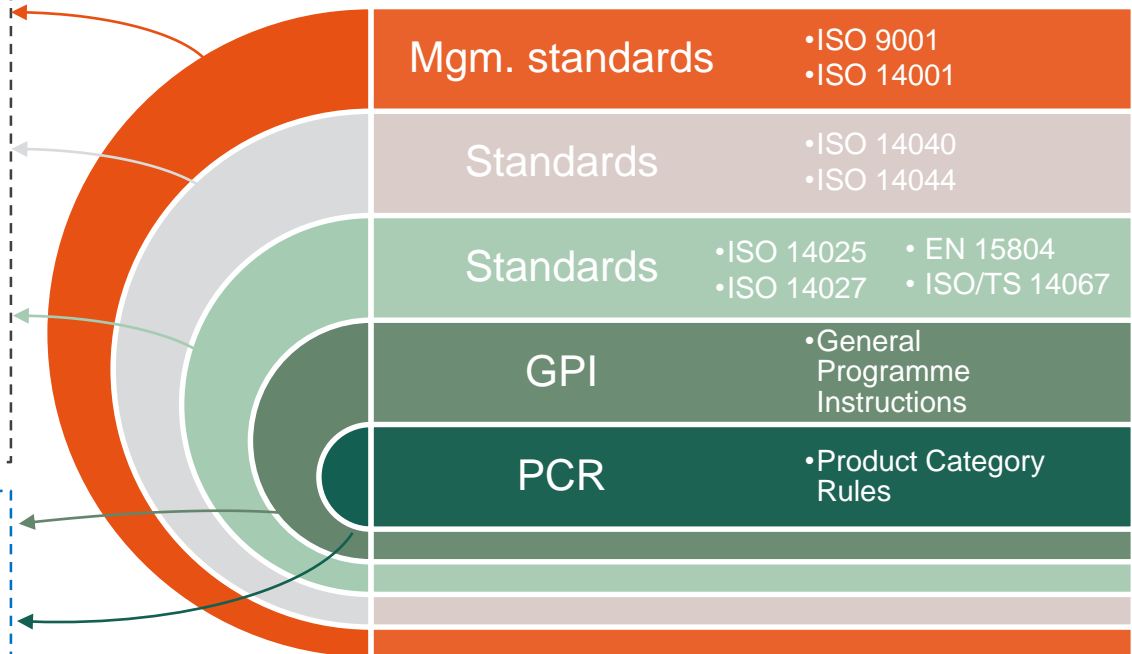 Mgm. standards
•ISO 9001
•ISO 14001
Standards
•ISO 14040
•ISO 14044
Standards
•ISO 14025
•ISO 14027
• EN 15804
• ISO/TS 14067
GPI
•General
Programme
Instructions
PCR
•Product Category
Rules